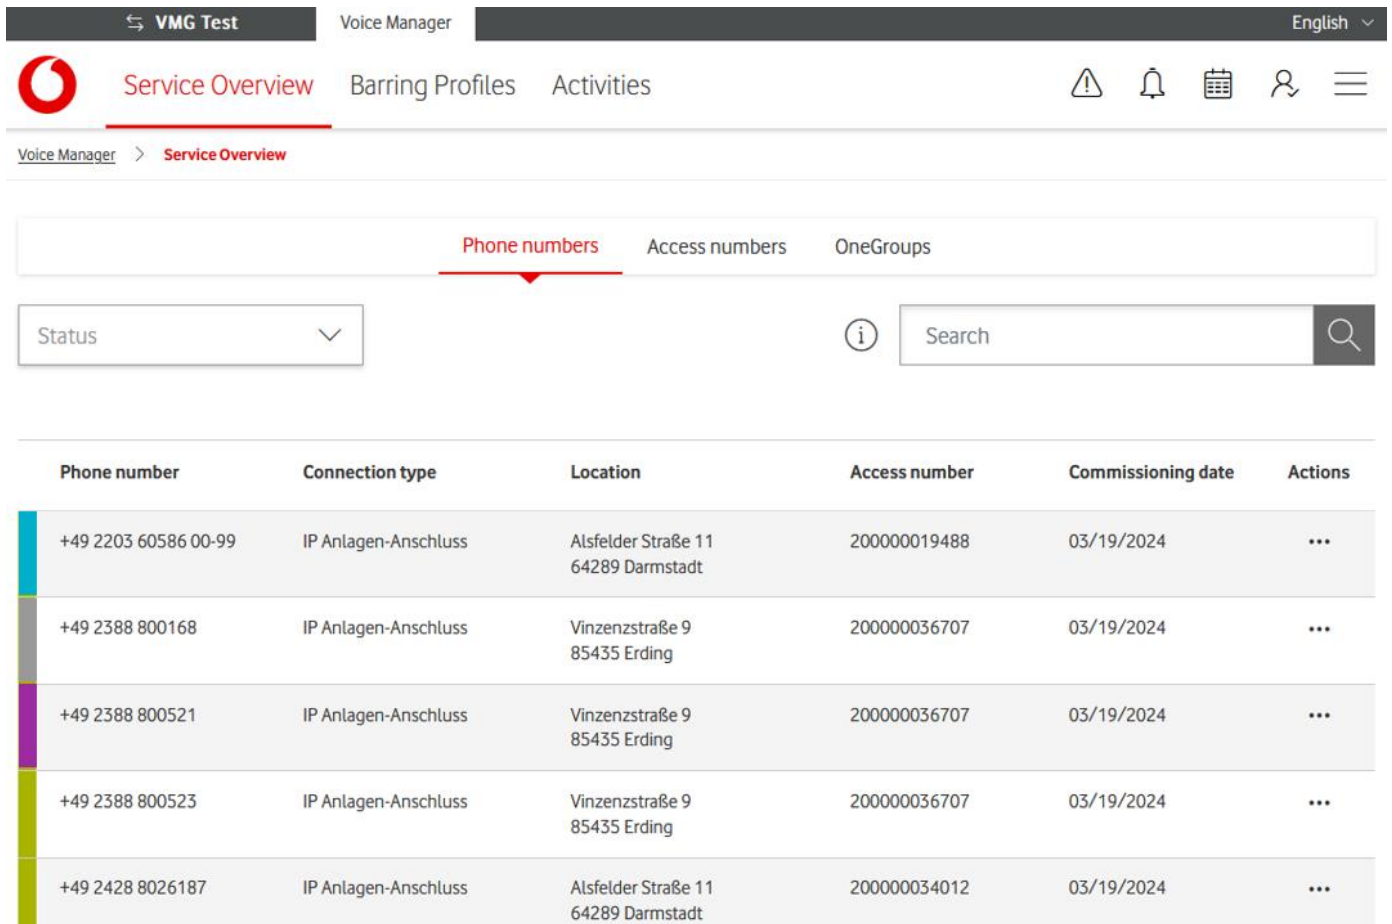 VMG Test Voice Manager English
Service Overview Barring Profiles Activities
Voice Manager > Service Overview
Phone numbers Access numbers OneGroups
Status Search
Phone number Connection type Location Access number Commissioning date Actions
+49 2203 60586 00-99 IP Anlagen-Anschluss Alsfelder Straße 11 200000019488 03/19/2024
64289 Darmstadt
+49 2388 800168 IP Anlagen-Anschluss Vinzenzstraße 9 200000036707 03/19/2024
85435 Erding
+49 2388 800521 IP Anlagen-Anschluss Vinzenzstraße 9 200000036707 03/19/2024
85435 Erding
+49 2388 800523 IP Anlagen-Anschluss Vinzenzstraße 9 200000036707 03/19/2024
85435 Erding
+49 2428 8026187 IP Anlagen-Anschluss Alsfelder Straße 11 200000034012 03/19/2024
64289 Darmstadt